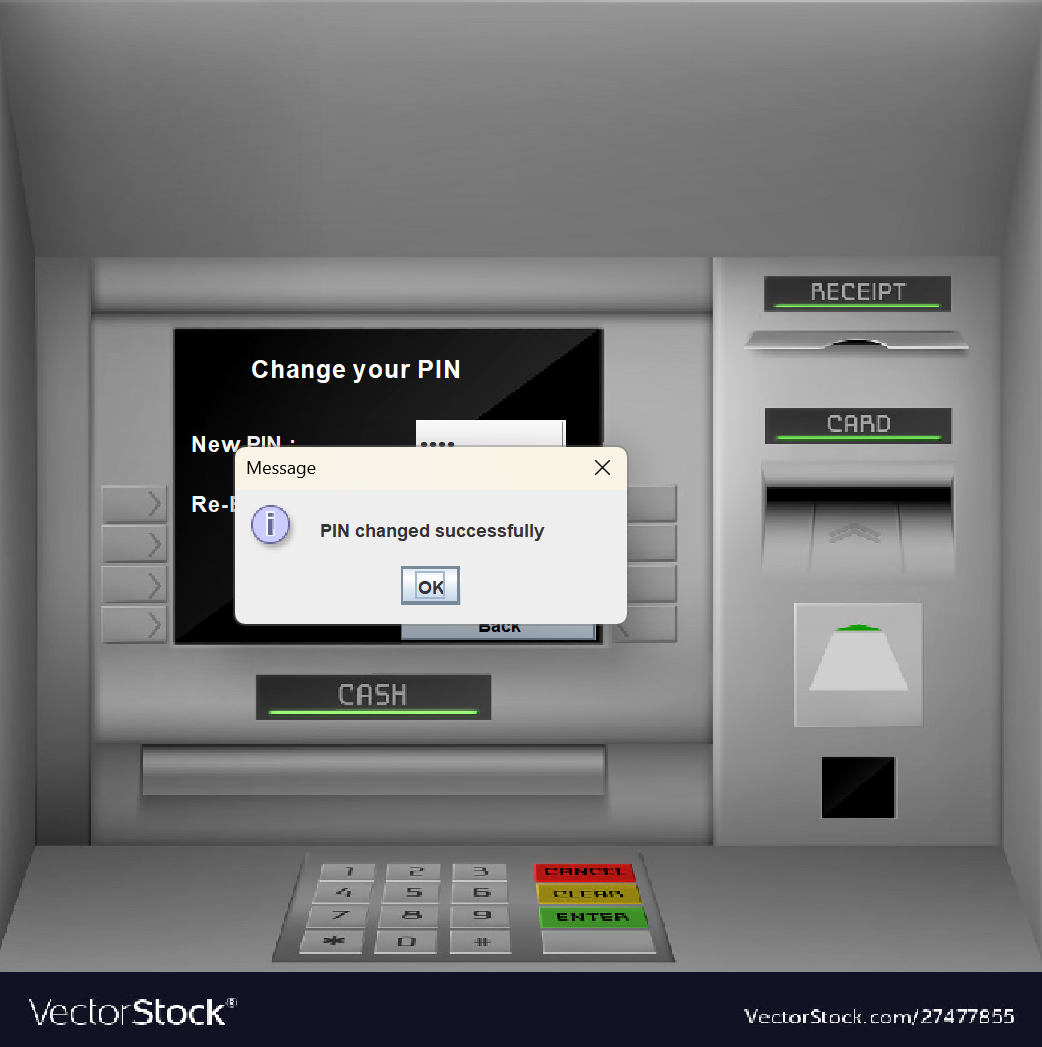 RECEIPT
Change your PIN
CARD
New PIN :
••••
Message
Re-
PIN changed successfully
OK
Back
CASH
1 2 3 CANCEL
4 5 6 CLEAR
7 8 9 ENTER
* 0 #
VectorStock®
VectorStock.com/27477855